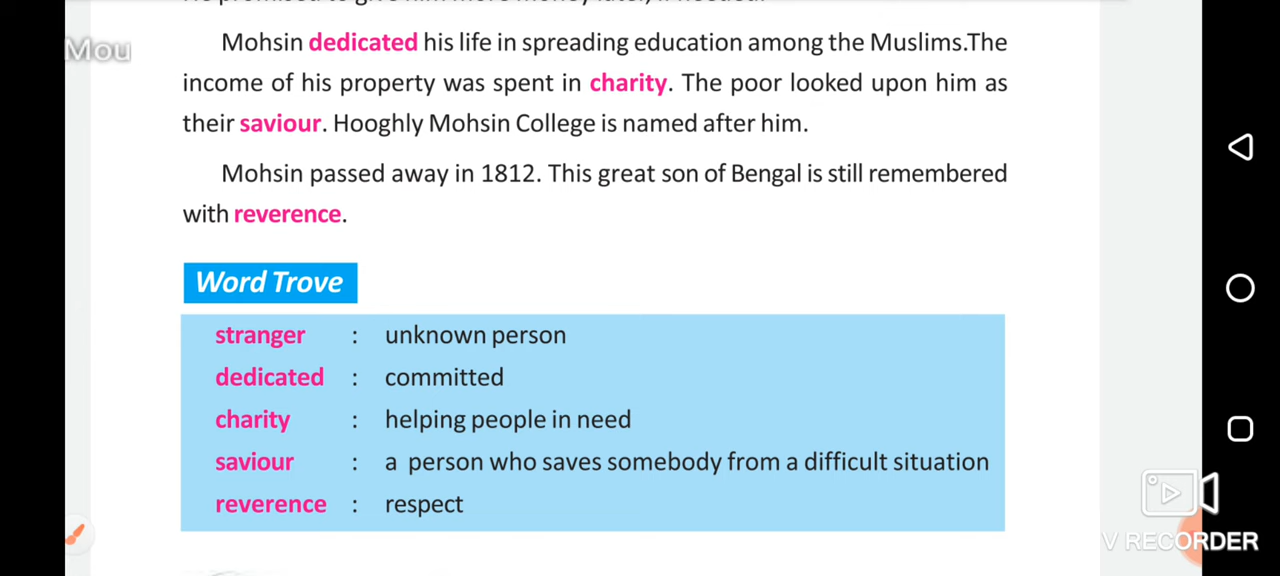 Mohsin dedicated his life in spreading education among the Muslims.The
income of his property was spent in charity. The poor looked upon him as
their saviour. Hooghly Mohsin College is named after him.
Mohsin passed away in 1812. This great son of Bengal is still remembered
with reverence.
Word Trove
stranger : unknown person
dedicated : committed
charity : helping people in need
saviour : a person who saves somebody from a difficult situation
reverence : respect
Mou
V RECORDER